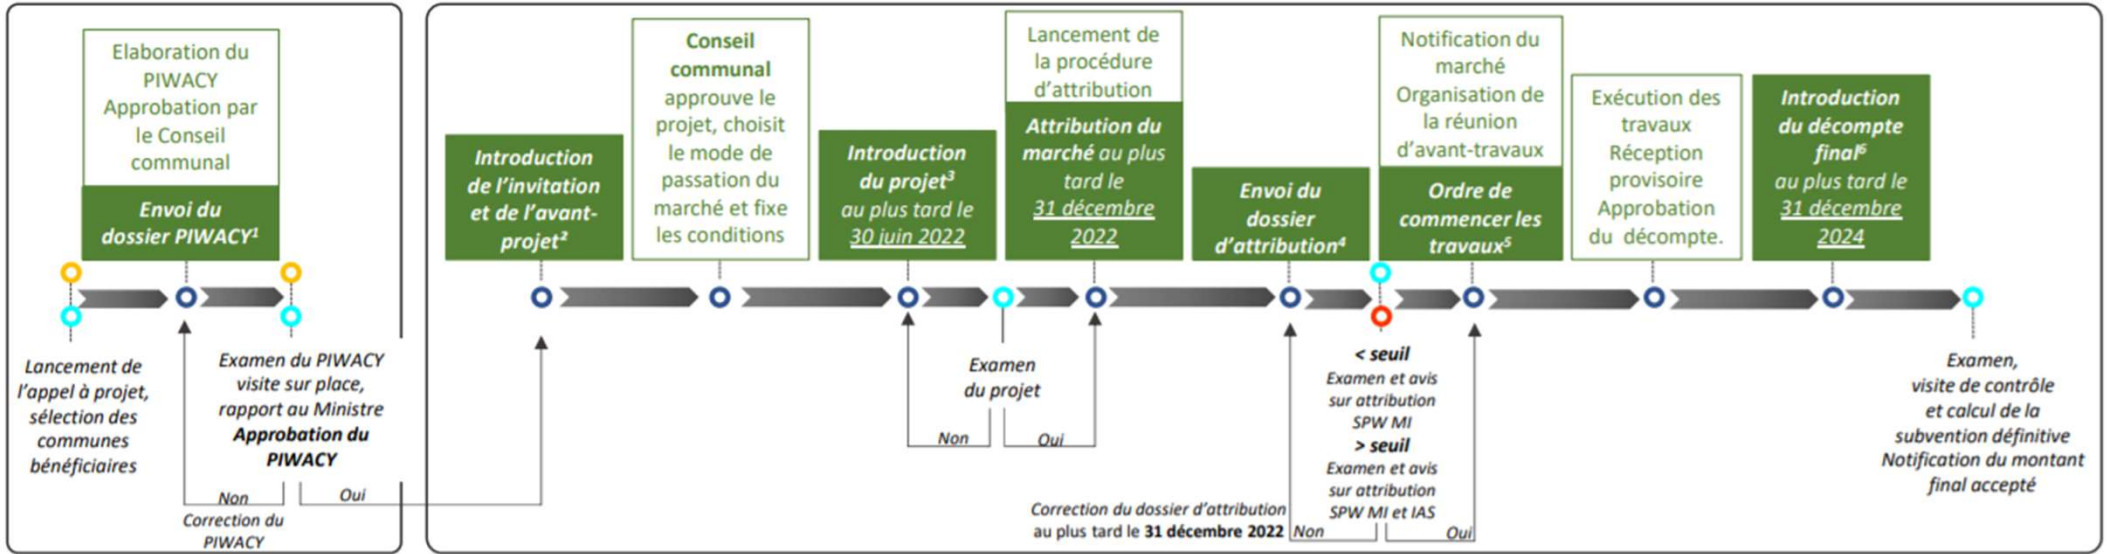 Elaboration du
PIWACY
Approbation par
le Conseil
communal
Envoi du
dossier PIWACY¹
Lancement de
l'appel à projet,
sélection des
communes
bénéficiaires
Examen du PIWACY
visite sur place,
rapport au Ministre
Approbation du
PIWACY
Non
Oui
Correction du
PIWACY
Introduction
de l'invitation
et de l'avant-
projet²
Conseil
communal
approuve le
projet, choisit
le mode de
passation du
marché et fixe
les conditions
Introduction
du projet³
au plus tard le
30 juin 2022
Lancement de
la procédure
d'attribution
Attribution du
marché au plus
tard le
31 décembre
2022
Envoi du
dossier
d'attribution⁴
Notification du
marché
Organisation de
la réunion
d'avant-travaux
Ordre de
commencer les
travaux⁵
Exécution des
travaux
Réception
provisoire
Approbation
du décompte.
Introduction
du décompte
final⁶
au plus tard le
31 décembre
2024
Examen
du projet
Non
Oui
< seuil
Examen et avis
sur attribution
SPW MI
> seuil
Examen et avis
sur attribution
SPW MI et IAS
Correction du dossier d'attribution
au plus tard le 31 décembre 2022
Non
Oui
Examen,
visite de contrôle
et calcul de la
subvention définitive
Notification du montant
final accepté